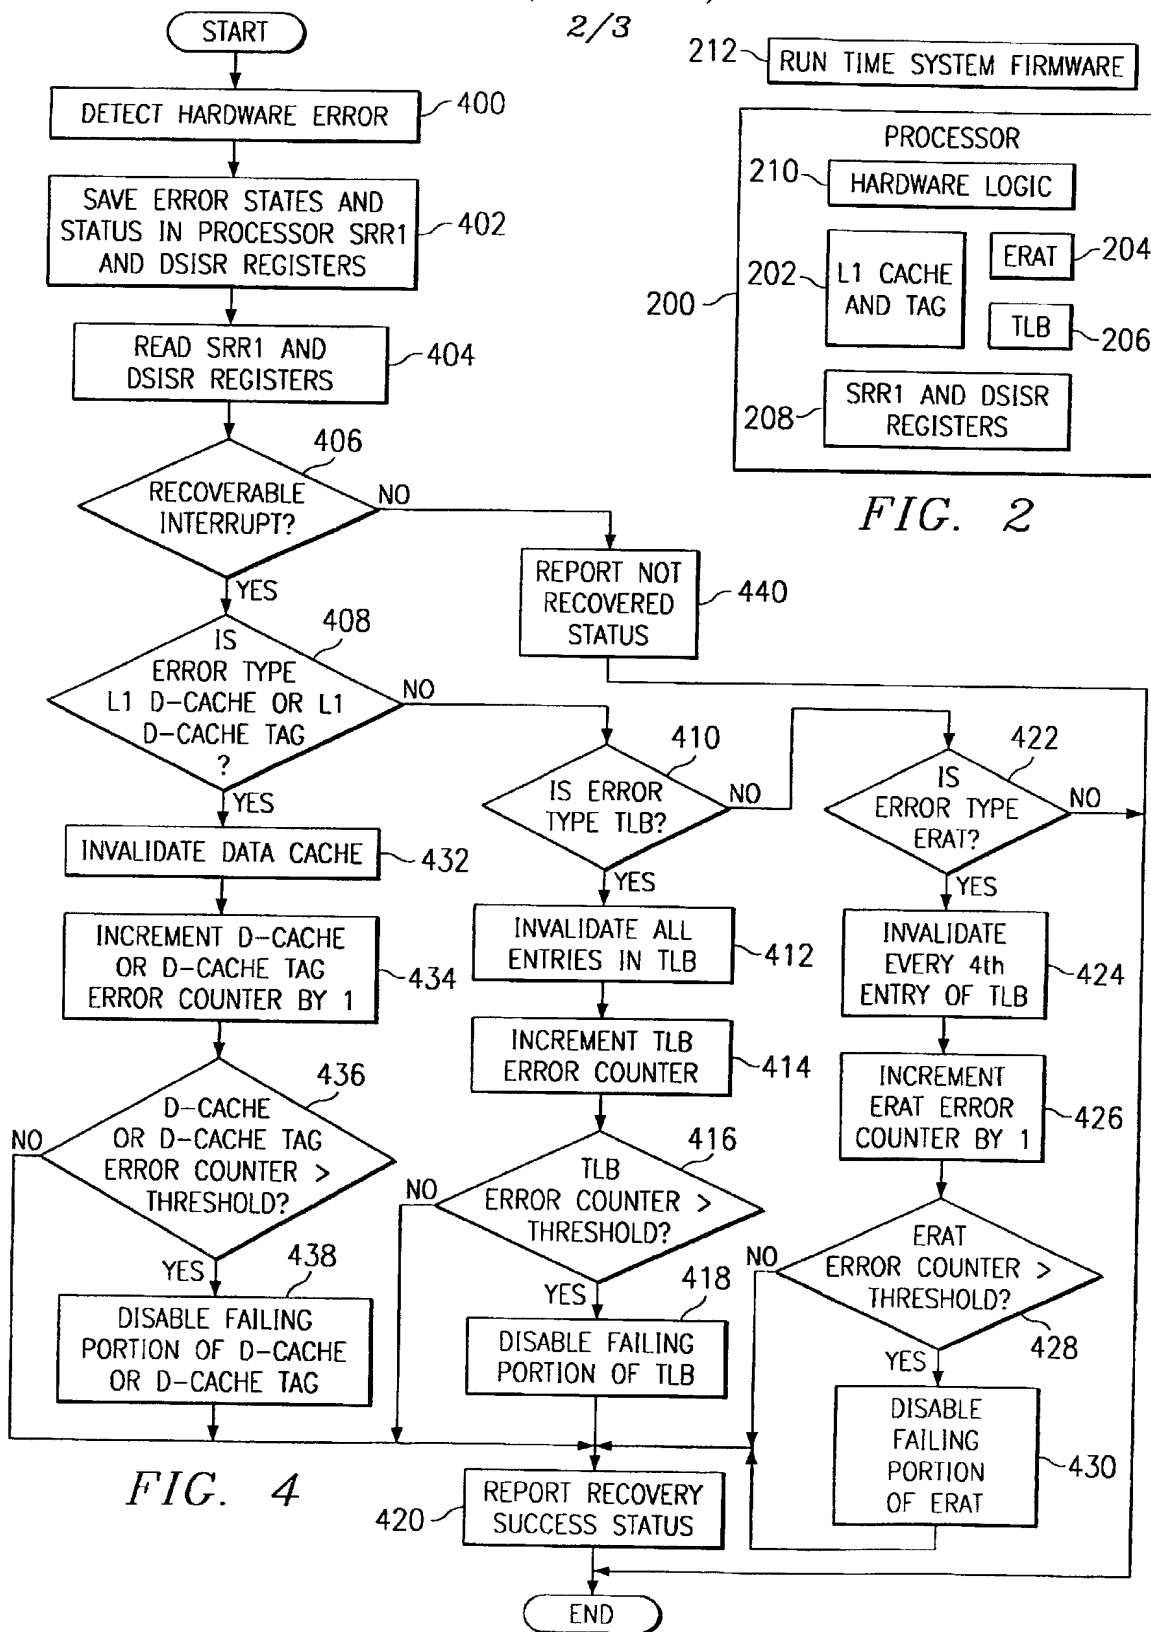 2/3
START
DETECT HARDWARE ERROR
400
SAVE ERROR STATES AND
STATUS IN PROCESSOR SRR1
AND DSISR REGISTERS
402
READ SRR1 AND
DSISR REGISTERS
404
406
RECOVERABLE
INTERRUPT?
NO
YES
REPORT NOT
RECOVERED
STATUS
440
408
IS
ERROR TYPE
L1 D-CACHE OR L1
D-CACHE TAG
?
NO
YES
INVALIDATE DATA CACHE
432
INCREMENT D-CACHE
OR D-CACHE TAG
ERROR COUNTER BY 1
434
436
D-CACHE
OR D-CACHE TAG
ERROR COUNTER >
THRESHOLD?
NO
YES
438
DISABLE FAILING
PORTION OF D-CACHE
OR D-CACHE TAG
410
IS ERROR
TYPE TLB?
NO
YES
INVALIDATE ALL
ENTRIES IN TLB
412
INCREMENT TLB
ERROR COUNTER
414
416
TLB
ERROR COUNTER >
THRESHOLD?
NO
YES
418
DISABLE FAILING
PORTION OF TLB
422
IS
ERROR TYPE
ERAT?
NO
YES
INVALIDATE
EVERY 4th
ENTRY OF TLB
424
INCREMENT
ERAT ERROR
COUNTER BY 1
426
ERAT
ERROR COUNTER >
THRESHOLD?
428
NO
YES
DISABLE
FAILING
PORTION
OF ERAT
430
420
REPORT RECOVERY
SUCCESS STATUS
END
FIG. 4
212
RUN TIME SYSTEM FIRMWARE
PROCESSOR
210
HARDWARE LOGIC
202
L1 CACHE
AND TAG
ERAT
204
200
TLB
206
208
SRR1 AND DSISR
REGISTERS
FIG. 2